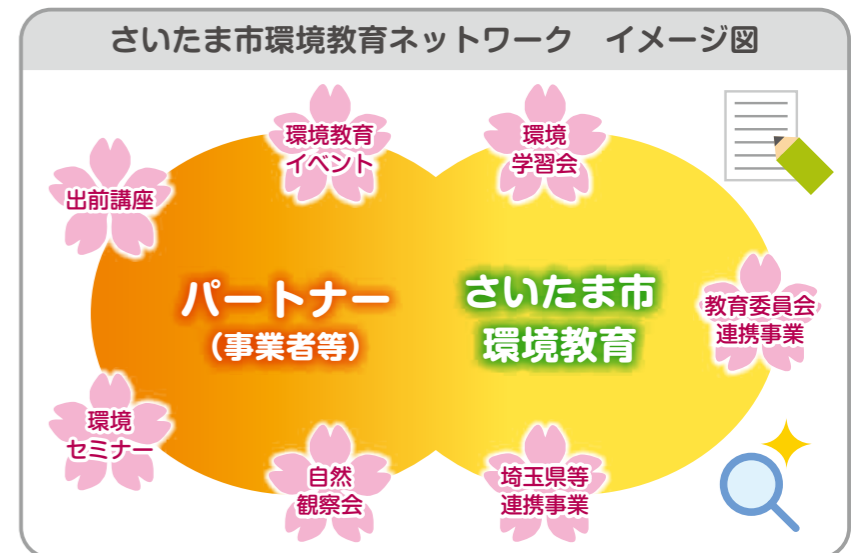 さいたま市環境教育ネットワーク　イメージ図
環境教育
イベント
環境
学習会
出前講座
パートナー
（事業者等）
さいたま市
環境教育
教育委員会
連携事業
環境
セミナー
自然
観察会
埼玉県等
連携事業